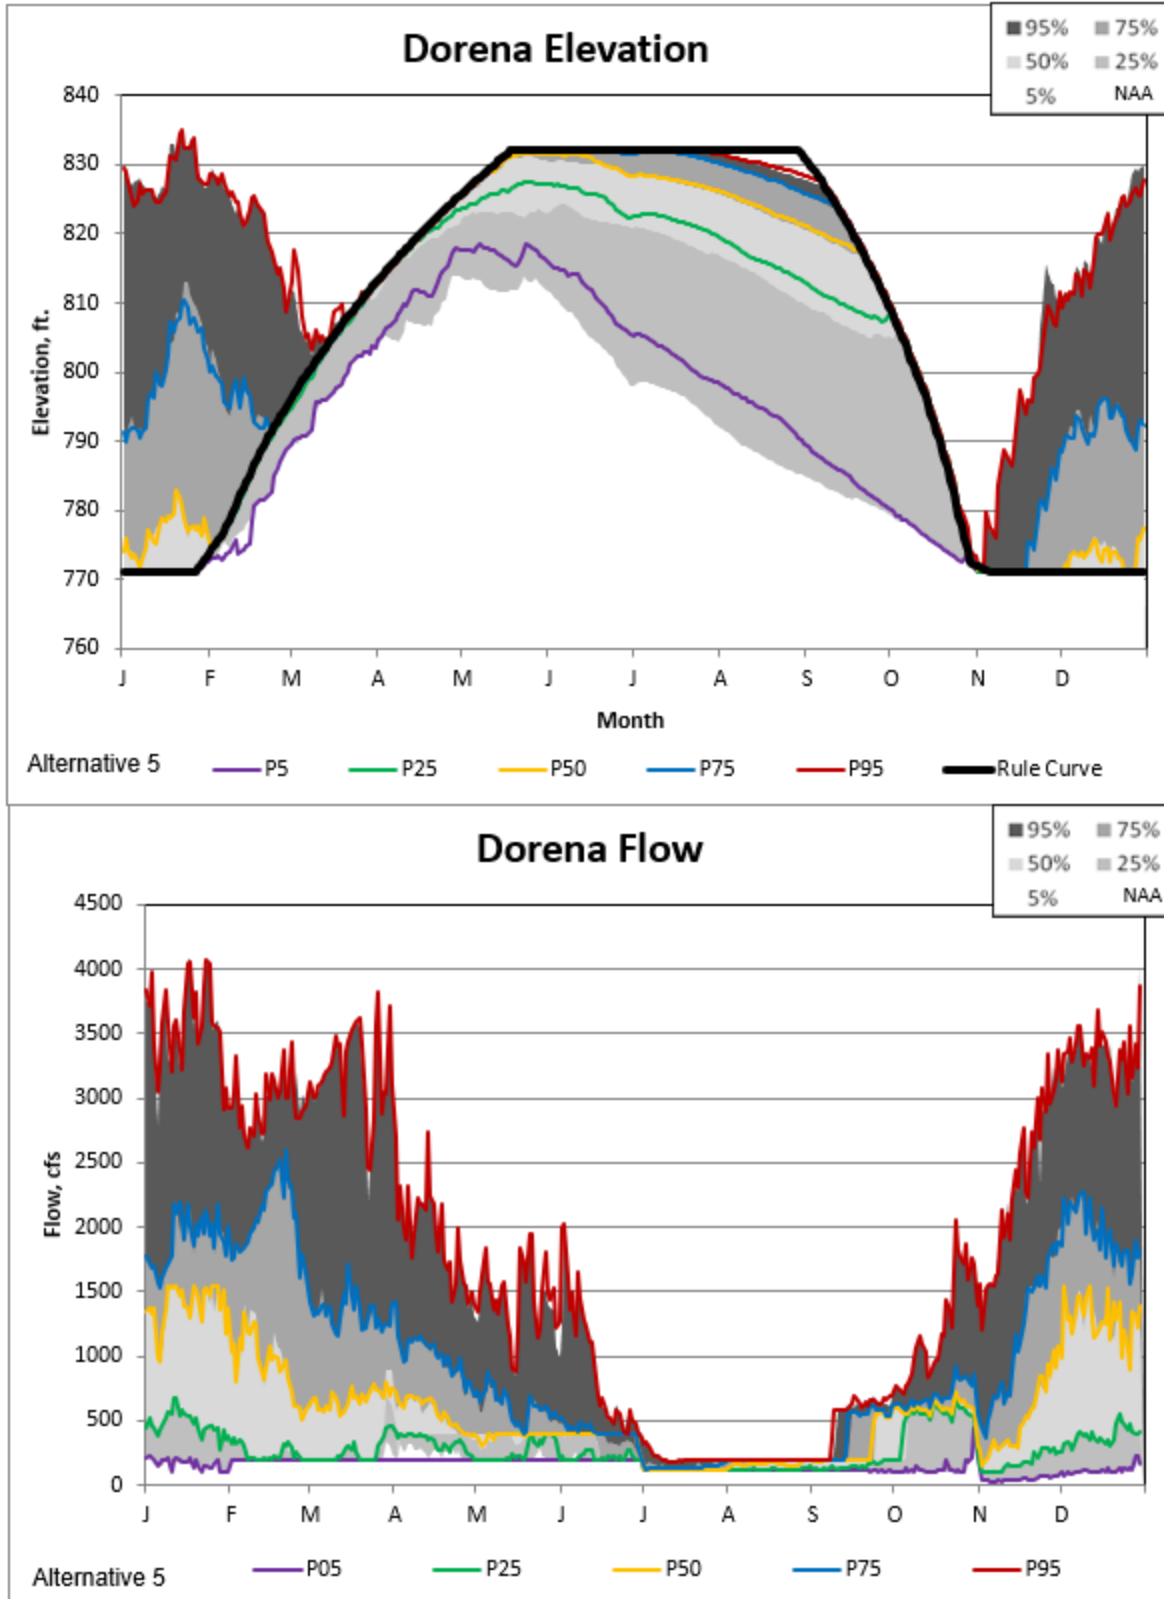 Dorena Elevation
95% 75%
50% 25%
5% NAA
840
830
820
810
800
790
780
770
760
Elevation, ft.
J F M A M J J A S O N D
Month
Alternative 5 P5 P25 P50 P75 P95 Rule Curve
Dorena Flow
95% 75%
50% 25%
5% NAA
4500
4000
3500
3000
2500
2000
1500
1000
500
0
Flow, cfs
J F M A M J J A S O N D
Alternative 5 P05 P25 P50 P75 P95